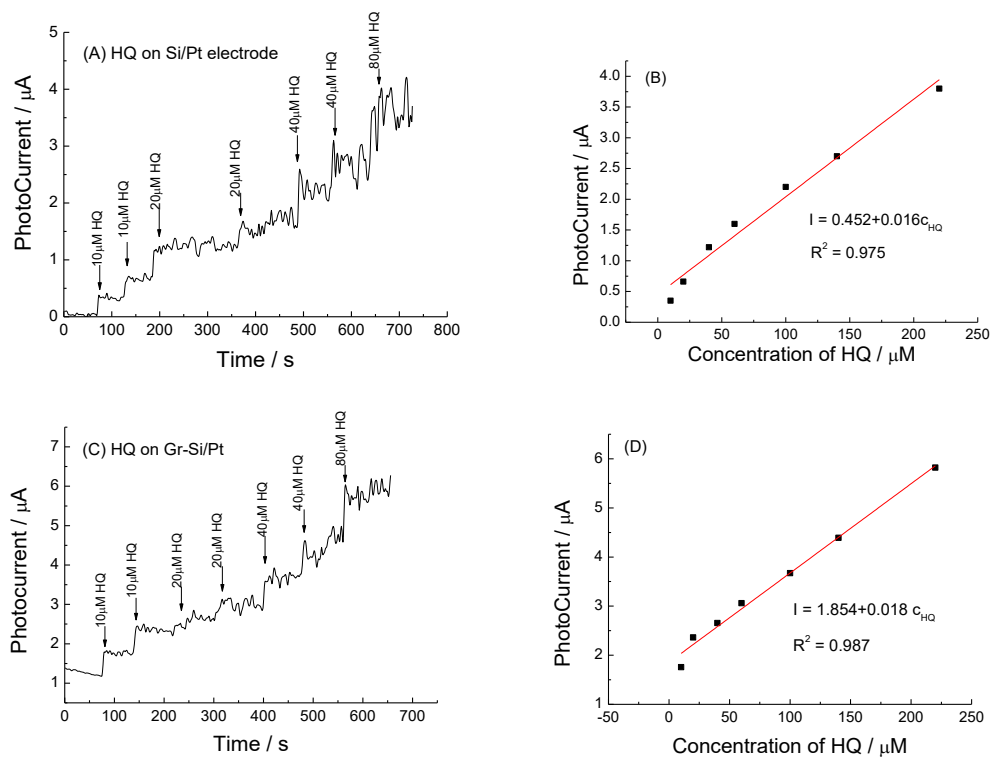 (A) HQ on Si/Pt electrode
PhotoCurrent / μA
5
4
3
2
1
0
10μM HQ
10μM HQ
20μM HQ
20μM HQ
40μM HQ
40μM HQ
80μM HQ
0 100 200 300 400 500 600 700 800
Time / s
(B)
PhotoCurrent / μA
4.0
3.5
3.0
2.5
2.0
1.5
1.0
0.5
0.0
I = 0.452+0.016c_HQ
R² = 0.975
0 50 100 150 200 250
Concentration of HQ / μM
(C) HQ on Gr-Si/Pt
Photocurrent / μA
7
6
5
4
3
2
1
10μM HQ
10μM HQ
20μM HQ
20μM HQ
40μM HQ
40μM HQ
80μM HQ
0 100 200 300 400 500 600 700
Time / s
(D)
PhotoCurrent / μA
6
5
4
3
2
1
I = 1.854+0.018 c_HQ
R² = 0.987
-50 0 50 100 150 200 250
Concentration of HQ / μM